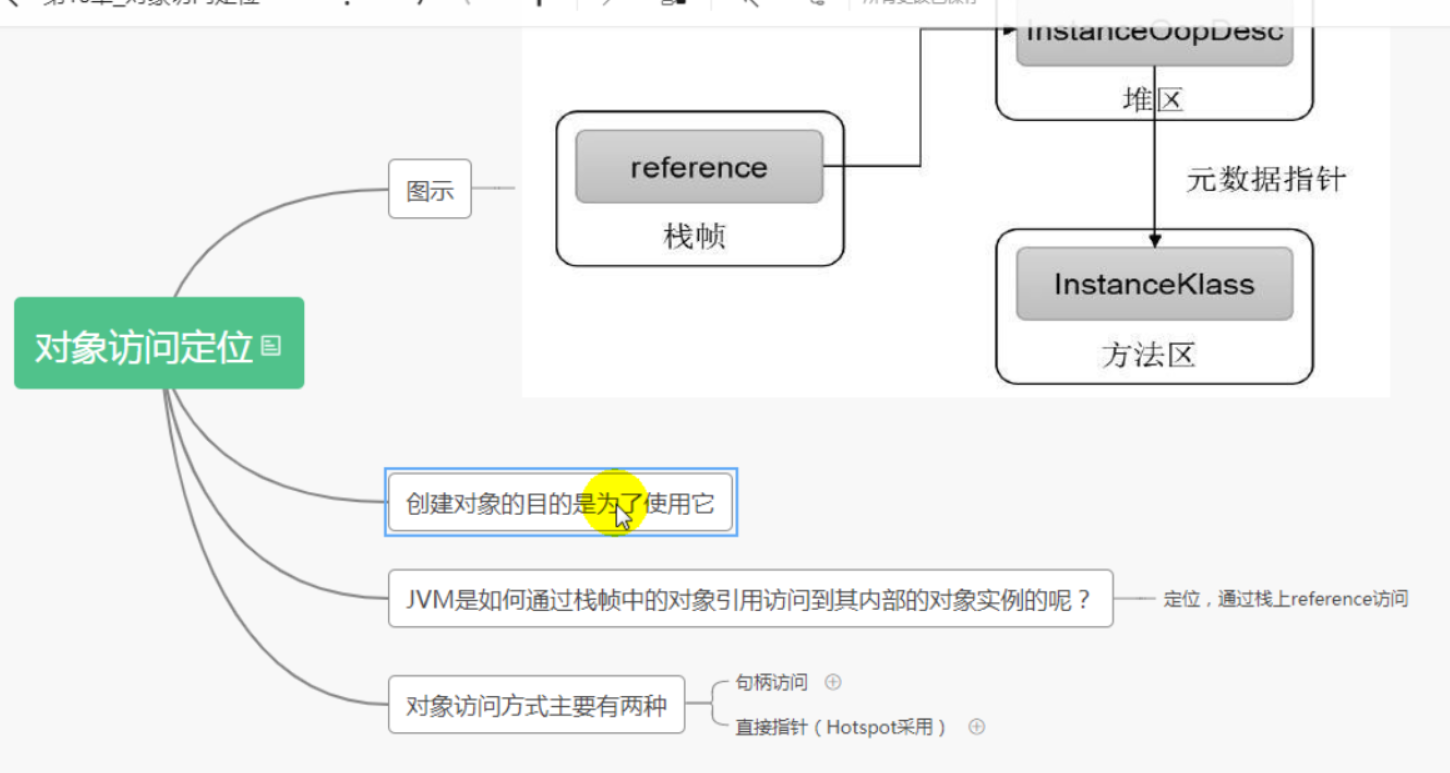 InstanceOopDesc
堆区
reference
栈帧
元数据指针
InstanceKlass
方法区
图示
对象访问定位
创建对象的目的是为了使用它
JVM是如何通过栈帧中的对象引用访问到其内部的对象实例的呢？
定位，通过栈上reference访问
对象访问方式主要有两种
句柄访问
直接指针（Hotspot采用）